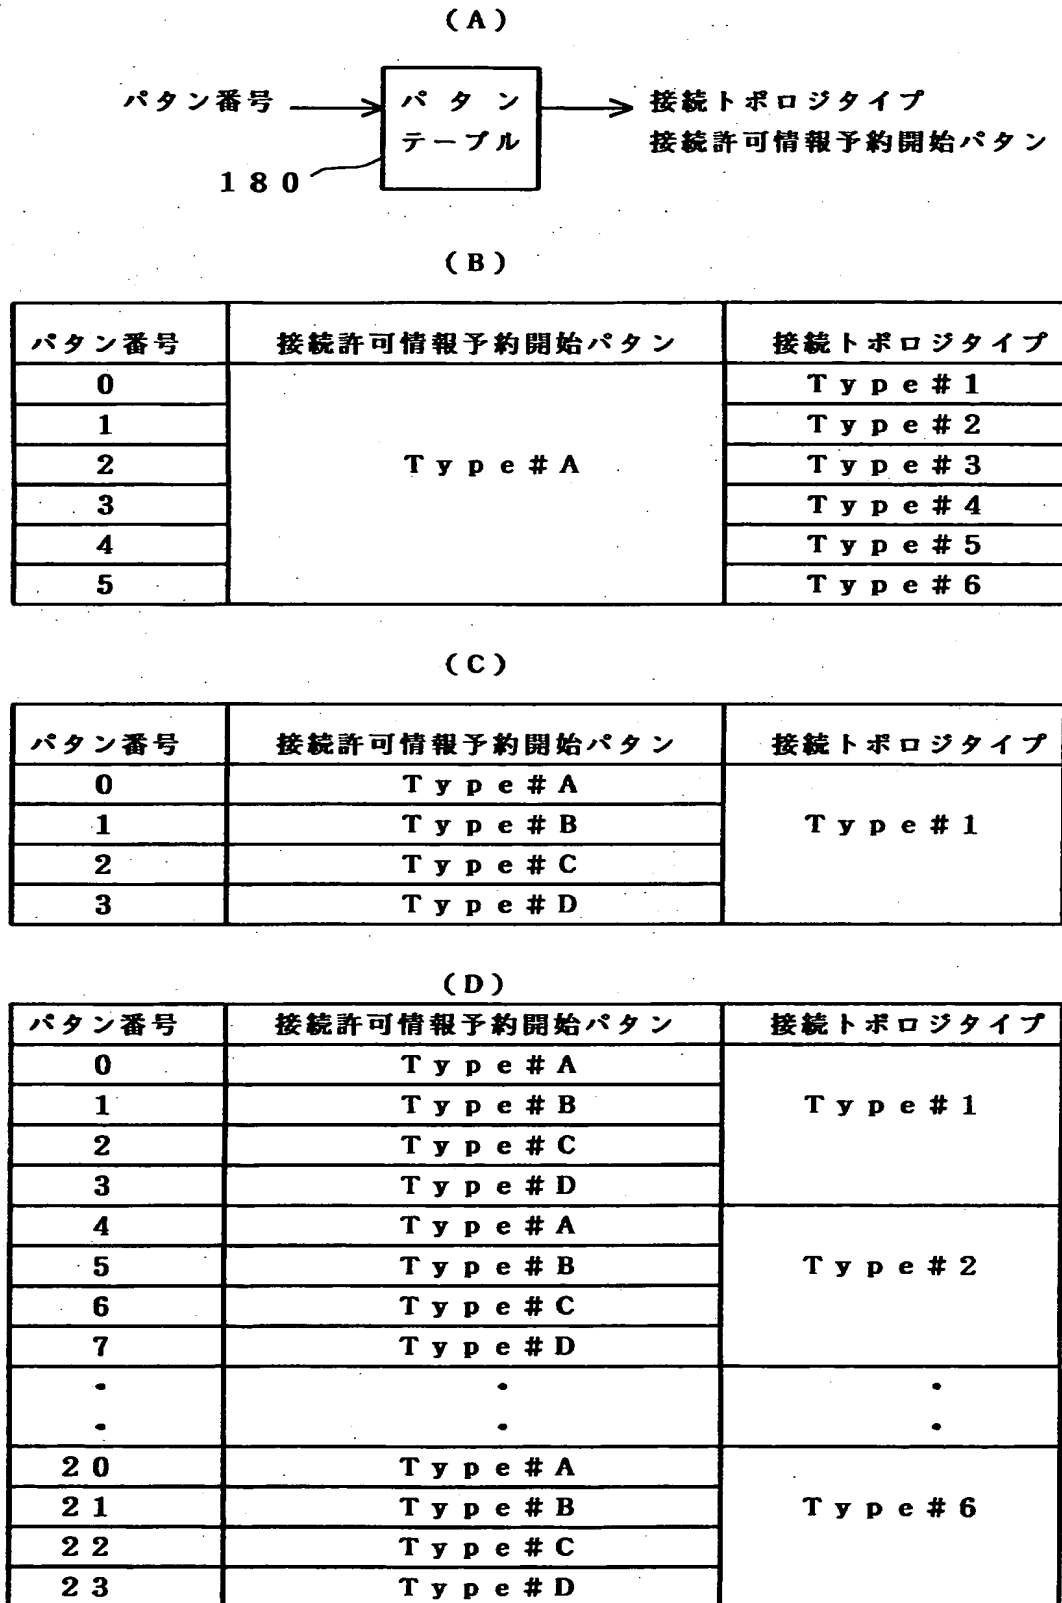 (A)
パタン番号
パタン
テーブル
接続トポロジタイプ
接続許可情報予約開始パタン
180
(B)
パタン番号 接続許可情報予約開始パタン 接続トポロジタイプ
0 Type#1
1 Type#2
2 Type#A Type#3
3 Type#4
4 Type#5
5 Type#6
(C)
パタン番号 接続許可情報予約開始パタン 接続トポロジタイプ
0 Type#A
1 Type#B Type#1
2 Type#C
3 Type#D
(D)
パタン番号 接続許可情報予約開始パタン 接続トポロジタイプ
0 Type#A
1 Type#B Type#1
2 Type#C
3 Type#D
4 Type#A
5 Type#B Type#2
6 Type#C
7 Type#D
・ ・ ・
・ ・ ・
20 Type#A
21 Type#B Type#6
22 Type#C
23 Type#D